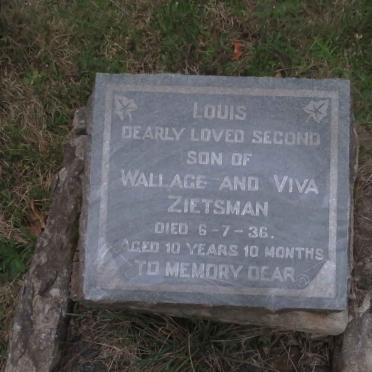 LOUIS
DEARLY LOVED SECOND
SON OF
WALLACE AND VIVA
ZIETSMAN
DIED 6-7-36.
AGED 10 YEARS 10 MONTHS
TO MEMORY DEAR